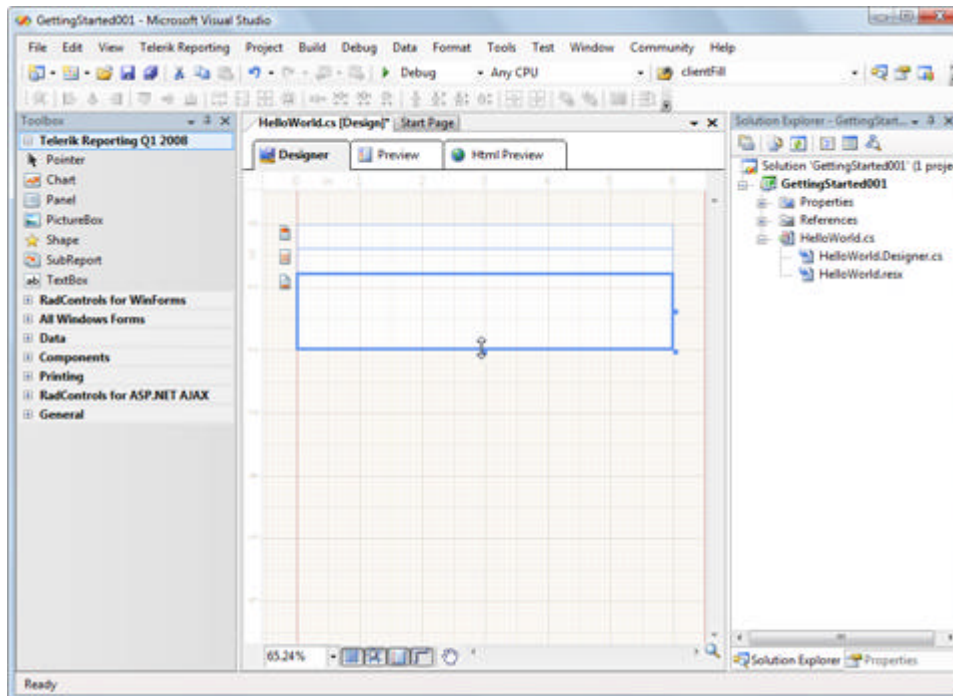 GettingStarted001 - Microsoft Visual Studio
File Edit View Telerik Reporting Project Build Debug Data Format Tools Test Window Community Help
Debug Any CPU clientFill
Toolbox
Telerik Reporting Q1 2008
Pointer
Chart
Panel
PictureBox
Shape
SubReport
ab TextBox
RadControls for WinForms
All Windows Forms
Data
Components
Printing
RadControls for ASP.NET AJAX
General
HelloWorld.cs [Design]* Start Page
Designer Preview Html Preview
65.24%
Solution Explorer - GettingStart...
Solution 'GettingStarted001' (1 proje
GettingStarted001
Properties
References
HelloWorld.cs
HelloWorld.Designer.cs
HelloWorld.resx
Solution Explorer Properties
Ready